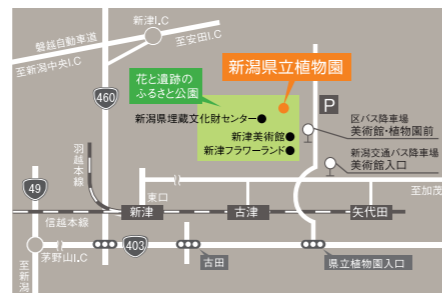 新津I.C
磐越自動車道
至安田I.C
至新潟中央I.C
460
花と遺跡の
ふるさと公園
新潟県立植物園
新潟県埋蔵文化財センター
P
新津美術館
新津フラワーランド
区バス降車場
美術館・植物園前
新潟交通バス降車場
美術館入口
羽越本線
49
東口
至加茂
新津
古津
矢代田
信越本線
403
茅野山I.C
古田
県立植物園入口
至新潟